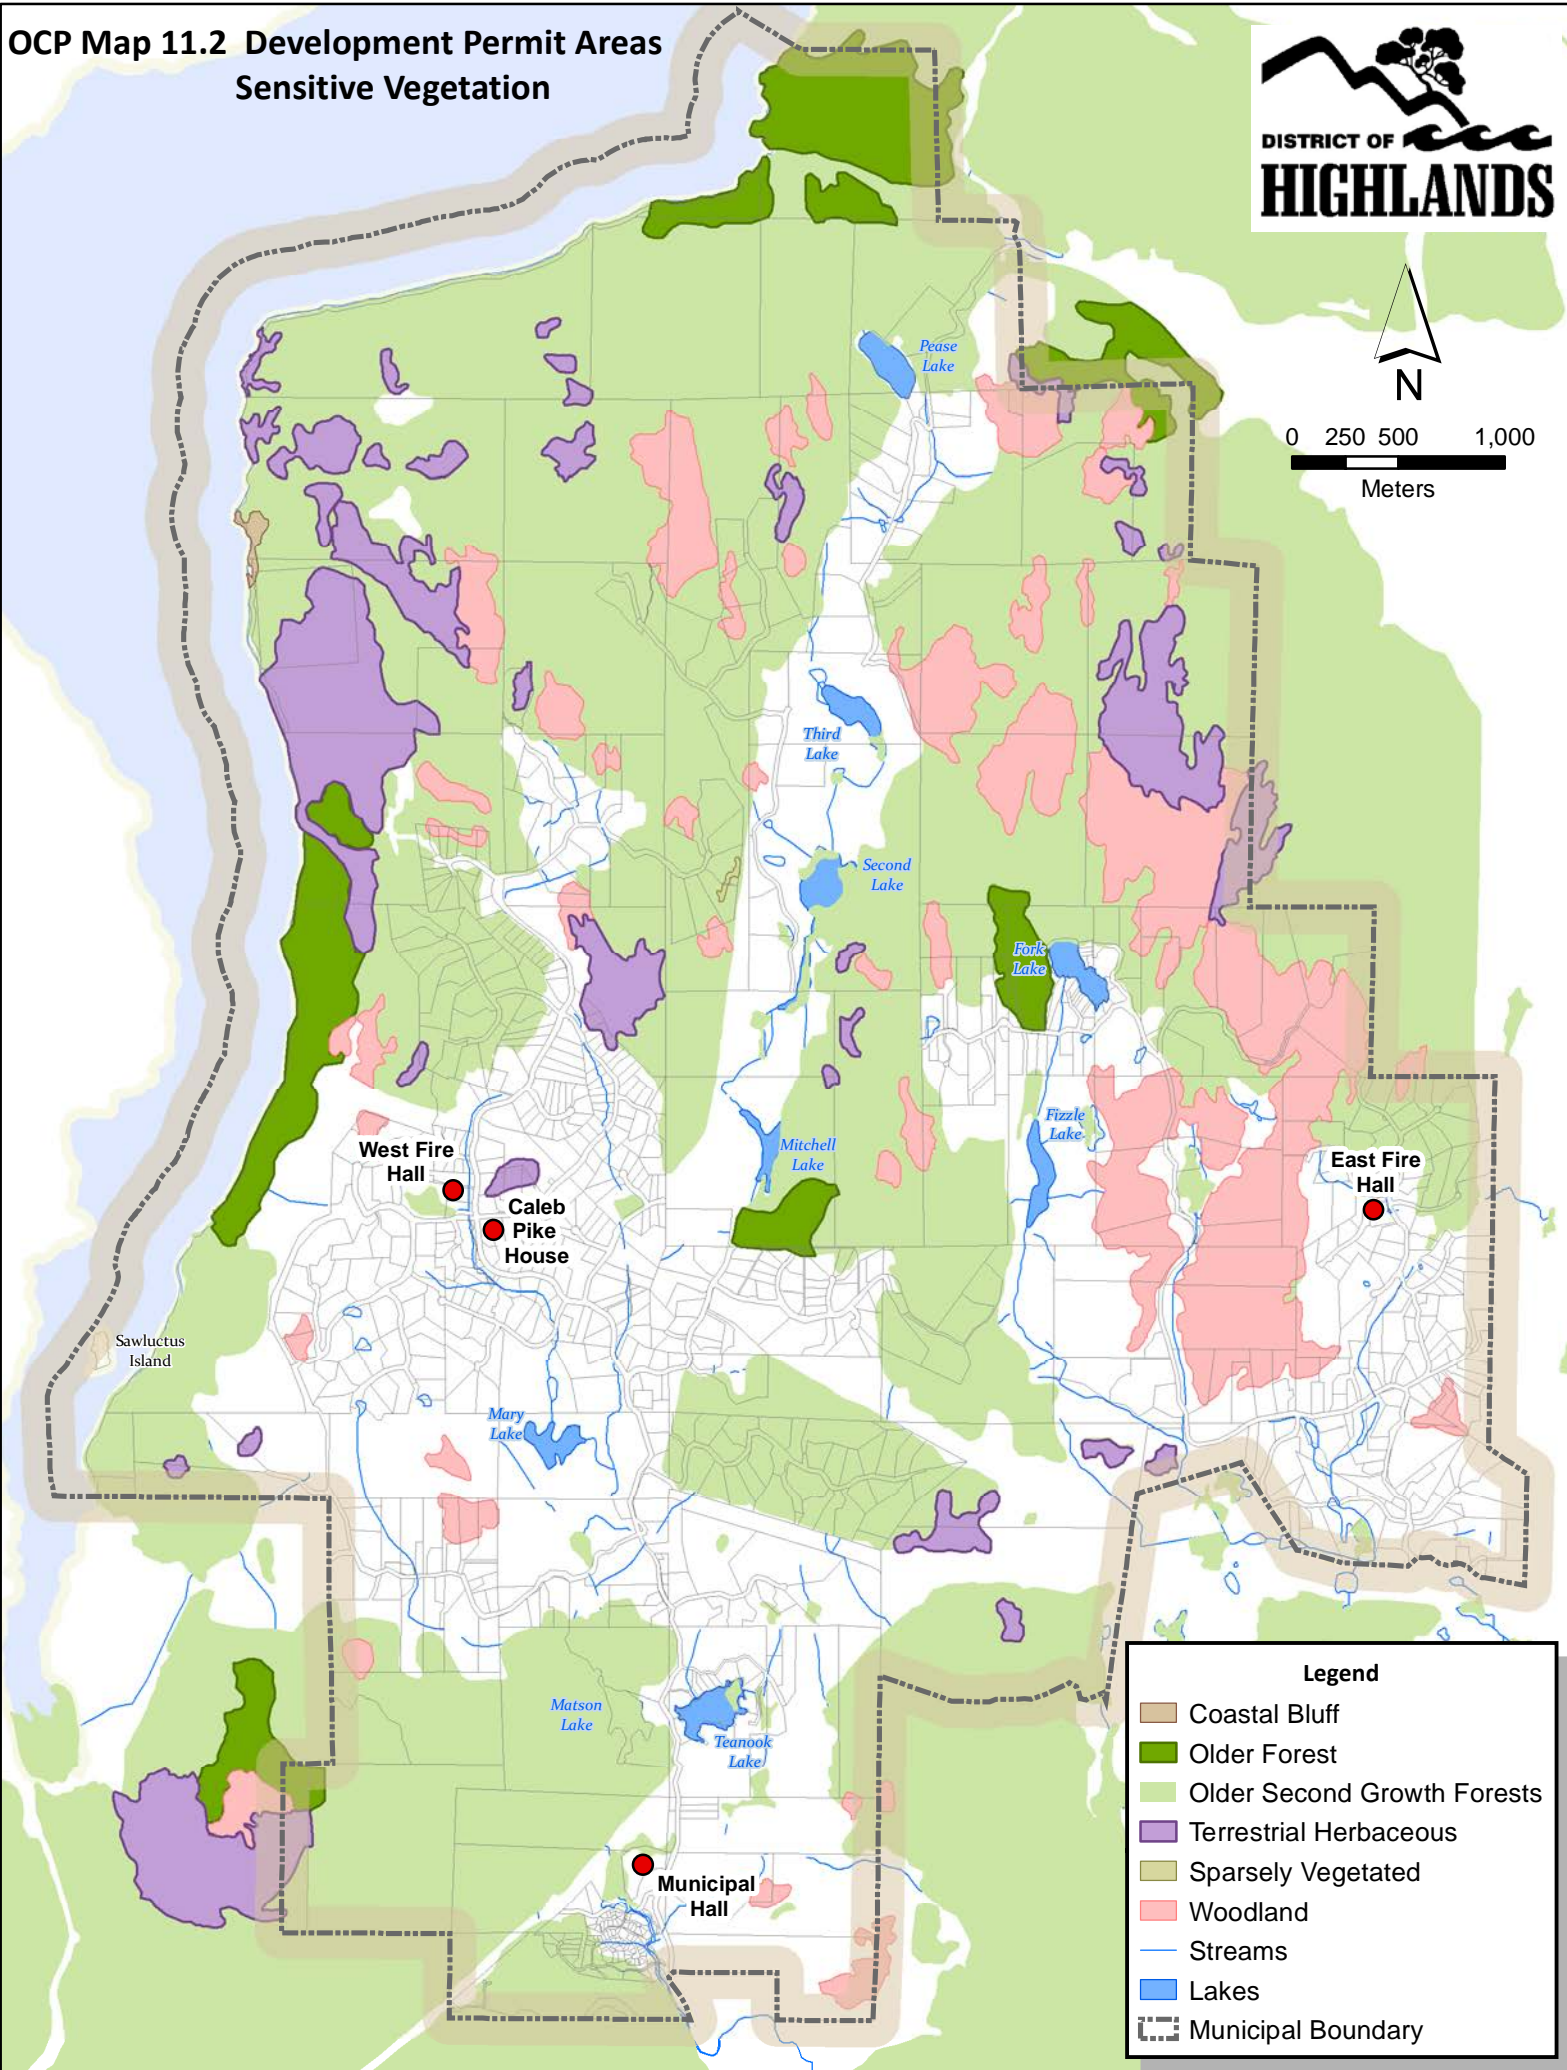 OCP Map 11.2 Development Permit Areas
Sensitive Vegetation
DISTRICT OF
HIGHLANDS
N
0 250 500 1,000
Meters
Pease
Lake
Third
Lake
Second
Lake
Fork
Lake
Fizzle
Lake
Mitchell
Lake
West Fire
Hall
Caleb
Pike
House
East Fire
Hall
Sawluctus
Island
Mary
Lake
Matson
Lake
Teanook
Lake
Municipal
Hall
Legend
Coastal Bluff
Older Forest
Older Second Growth Forests
Terrestrial Herbaceous
Sparsely Vegetated
Woodland
Streams
Lakes
Municipal Boundary